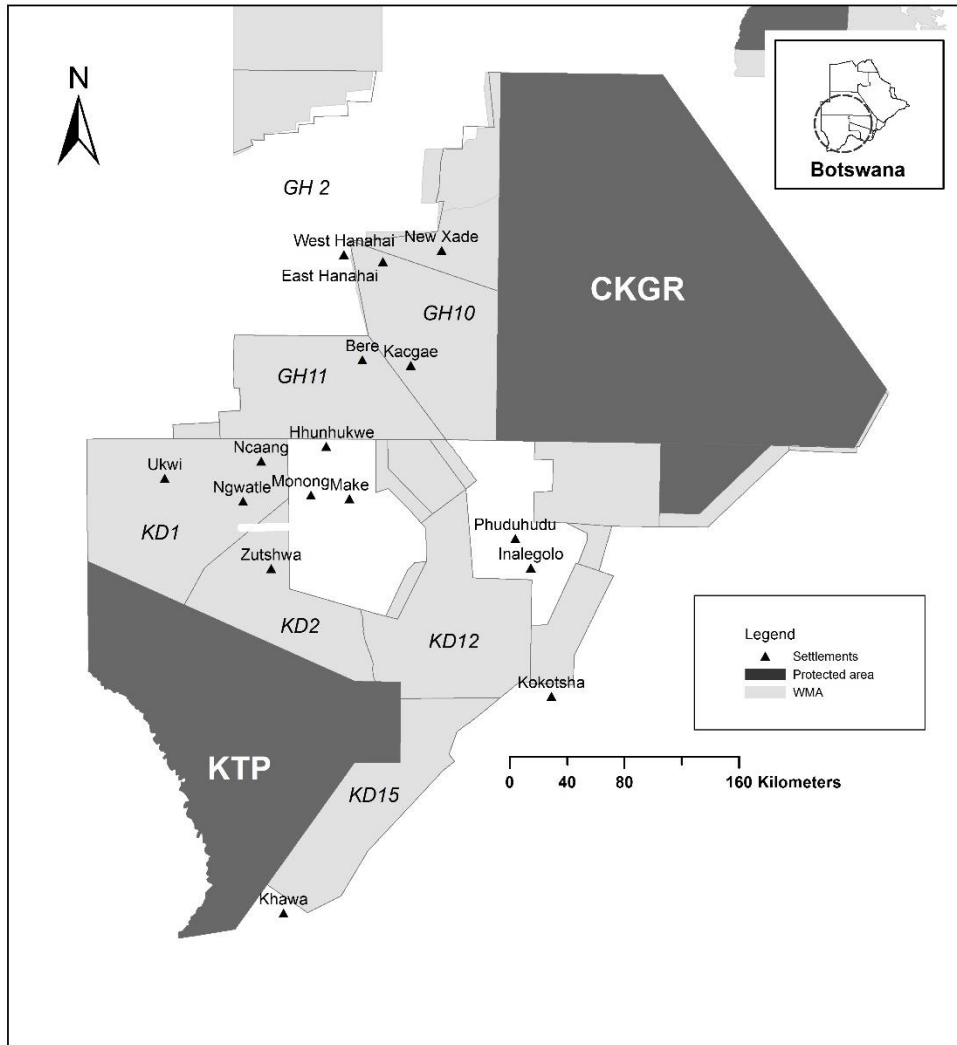 N
Botswana
GH 2
West Hanahai
New Xade
East Hanahai
CKGR
GH10
Bere
Kacgae
GH11
Hhunhukwe
Ncaang
Ukwi
Ngwatle
Monong
Make
KD1
Phuduhudu
Inalegolo
Zutshwa
KD2
KD12
Legend
Settlements
Protected area
WMA
Kokotsha
KTP
0 40 80 160 Kilometers
KD15
Khawa